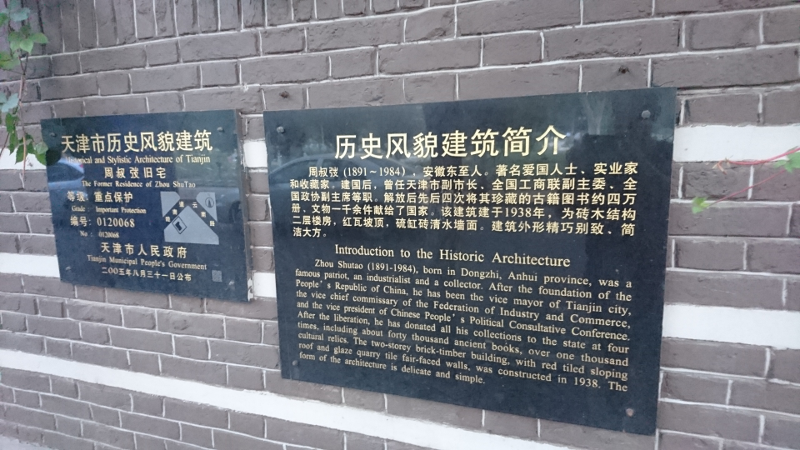 天津市历史风貌建筑
Historical and Stylistic Architecture of Tianjin
周叔弢旧宅
The Former Residence of Zhou ShuTao
等级：重点保护
Grade: Important Protection
编号：0120068
No: 0120068
天津市人民政府
Tianjin Municipal People's Government
二OO五年八月三十一日公布
历史风貌建筑简介
周叔弢(1891～1984)，安徽东至人。著名爱国人士、实业家
和收藏家。建国后，曾任天津市副市长、全国工商联副主委、全
国政协副主席等职。解放后先后四次将其珍藏的古籍图书约四万
册、文物一千余件献给了国家。该建筑建于1938年，为砖木结构
二层楼房，红瓦坡顶，硫缸砖清水墙面。建筑外形精巧别致、简
洁大方。
Introduction to the Historic Architecture
Zhou Shutao (1891-1984), born in Dongzhi, Anhui province, was a
famous patriot, an industrialist and a collector. After the foundation of the
People's Republic of China, he has been the vice mayor of Tianjin city,
the vice chief commissary of the Federation of Industry and Commerce,
and the vice president of Chinese People's Political Consultative Conference.
After the liberation, he has donated all his collections to the state at four
times, including about forty thousand ancient books, over one thousand
cultural relics. The two-storey brick-timber building, with red tiled sloping
roof and glaze quarry tile fair-faced walls, was constructed in 1938. The
form of the architecture is delicate and simple.